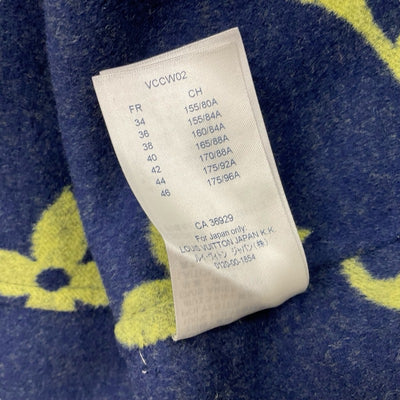 VCCW02
FR CH
34 155/80A
36 155/84A
38 160/84A
40 165/88A
42 170/88A
44 175/92A
46 175/96A
CA 36929
For Japan only:
LOUIS VUITTON JAPAN K.K.
ルイ・ヴィトン ジャパン(株)
0120-00-1854